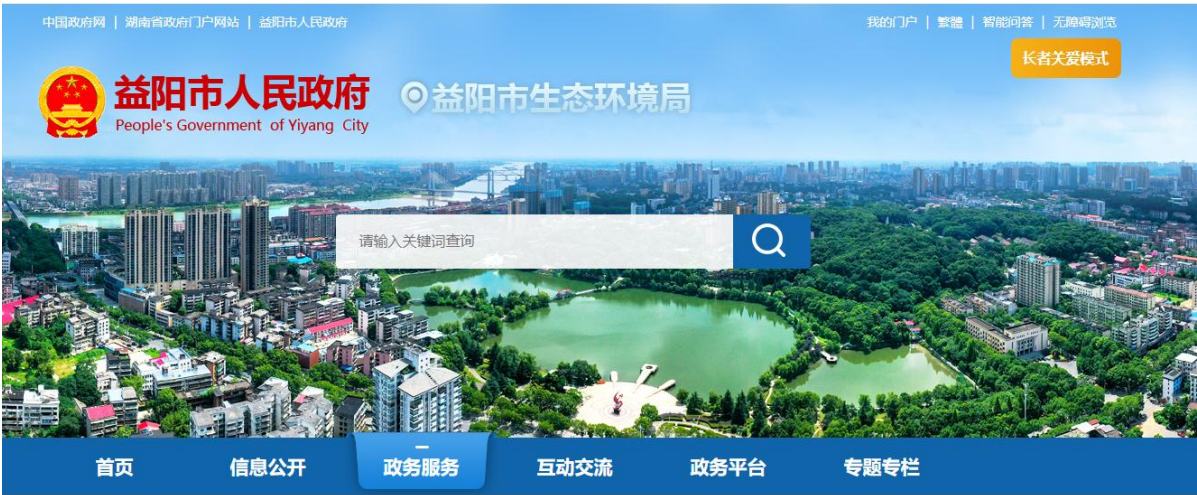 中国政府网 | 湖南省政府门户网站 | 益阳市人民政府
我的门户 | 繁體 | 智能问答 | 无障碍浏览
长者关爱模式
益阳市人民政府
People's Government of Yiyang City
益阳市生态环境局
请输入关键词查询
首页 信息公开 政务服务 互动交流 政务平台 专题专栏